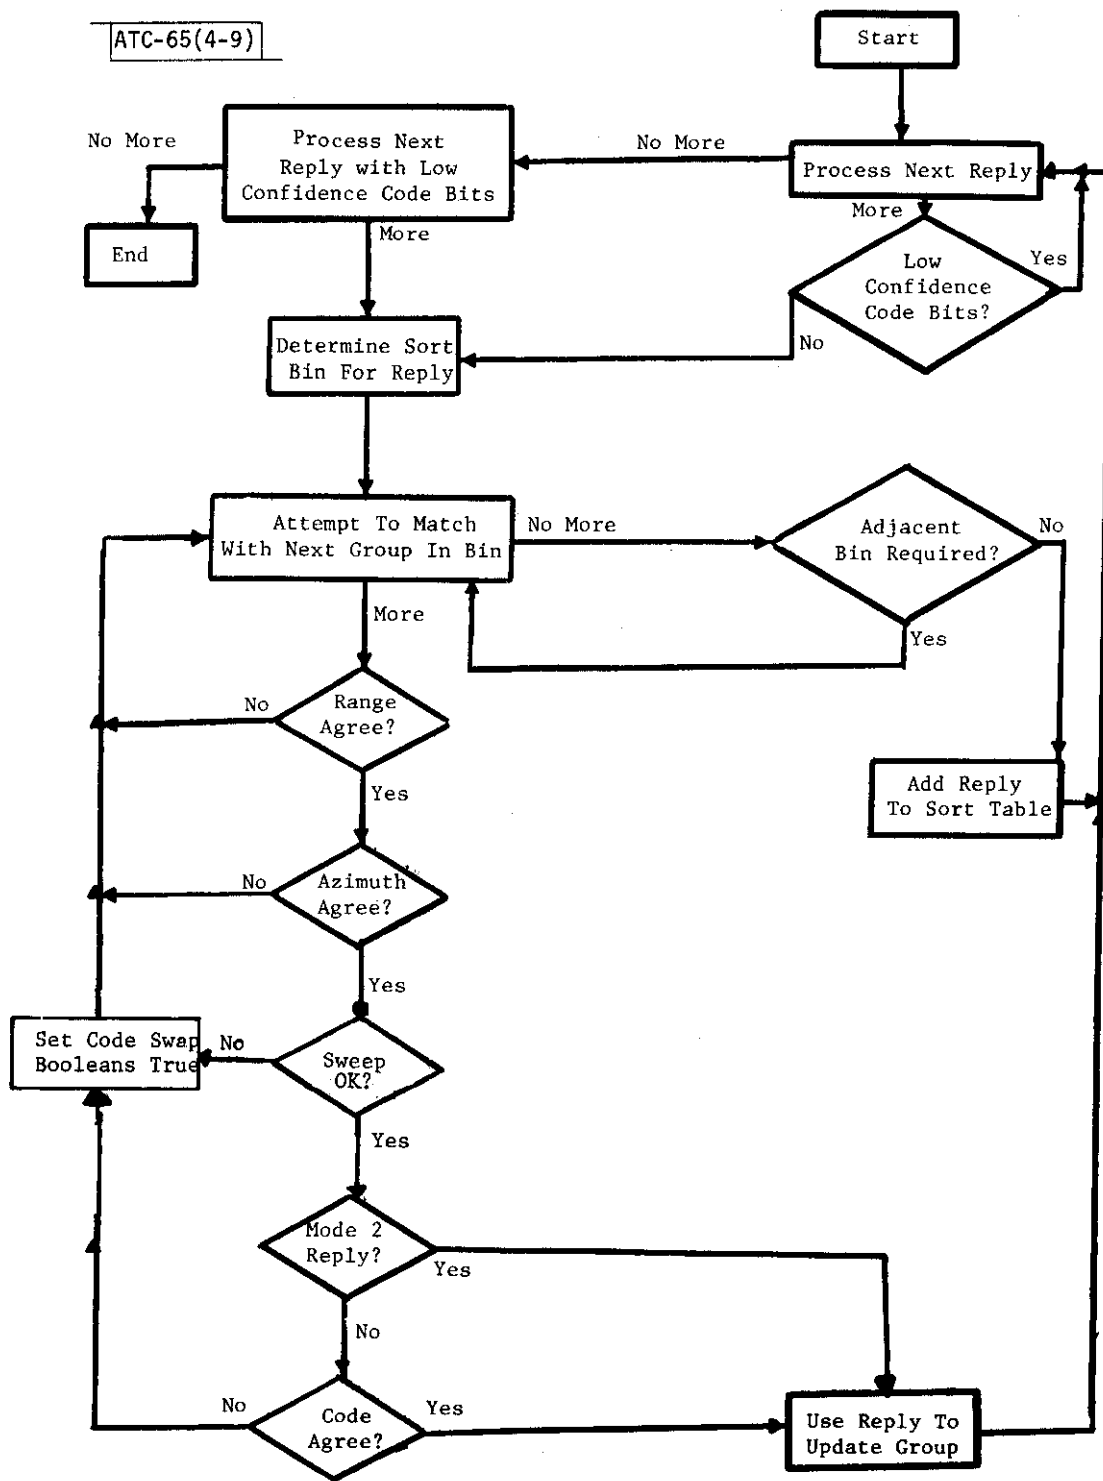 ATC-65(4-9)
Start
No More
Process Next
Reply with Low
Confidence Code Bits
No More
Process Next Reply
More
End
More
Low
Confidence
Code Bits?
Yes
No
Determine Sort
Bin For Reply
Attempt To Match
With Next Group In Bin
No More
Adjacent
Bin Required?
No
More
Yes
No
Range
Agree?
Yes
Add Reply
To Sort Table
No
Azimuth
Agree?
Yes
Set Code Swap
Booleans True
No
Sweep
OK?
Yes
Mode 2
Reply?
Yes
No
No
Code
Agree?
Yes
Use Reply To
Update Group